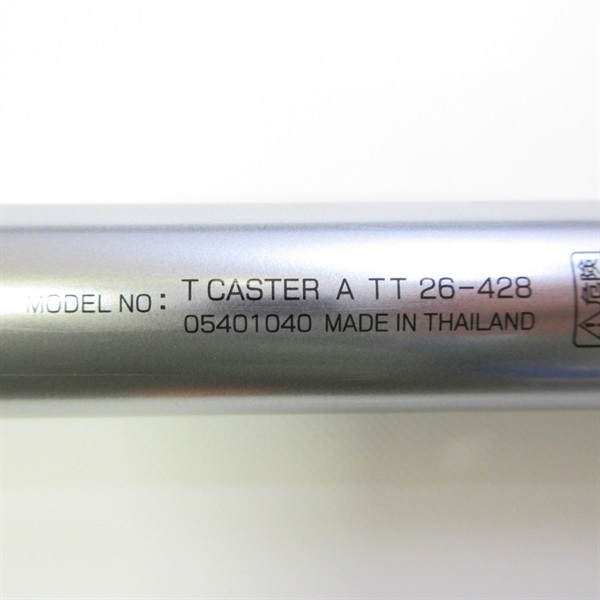 MODEL NO: T CASTER A TT 26-428
05401040 MADE IN THAILAND
危険